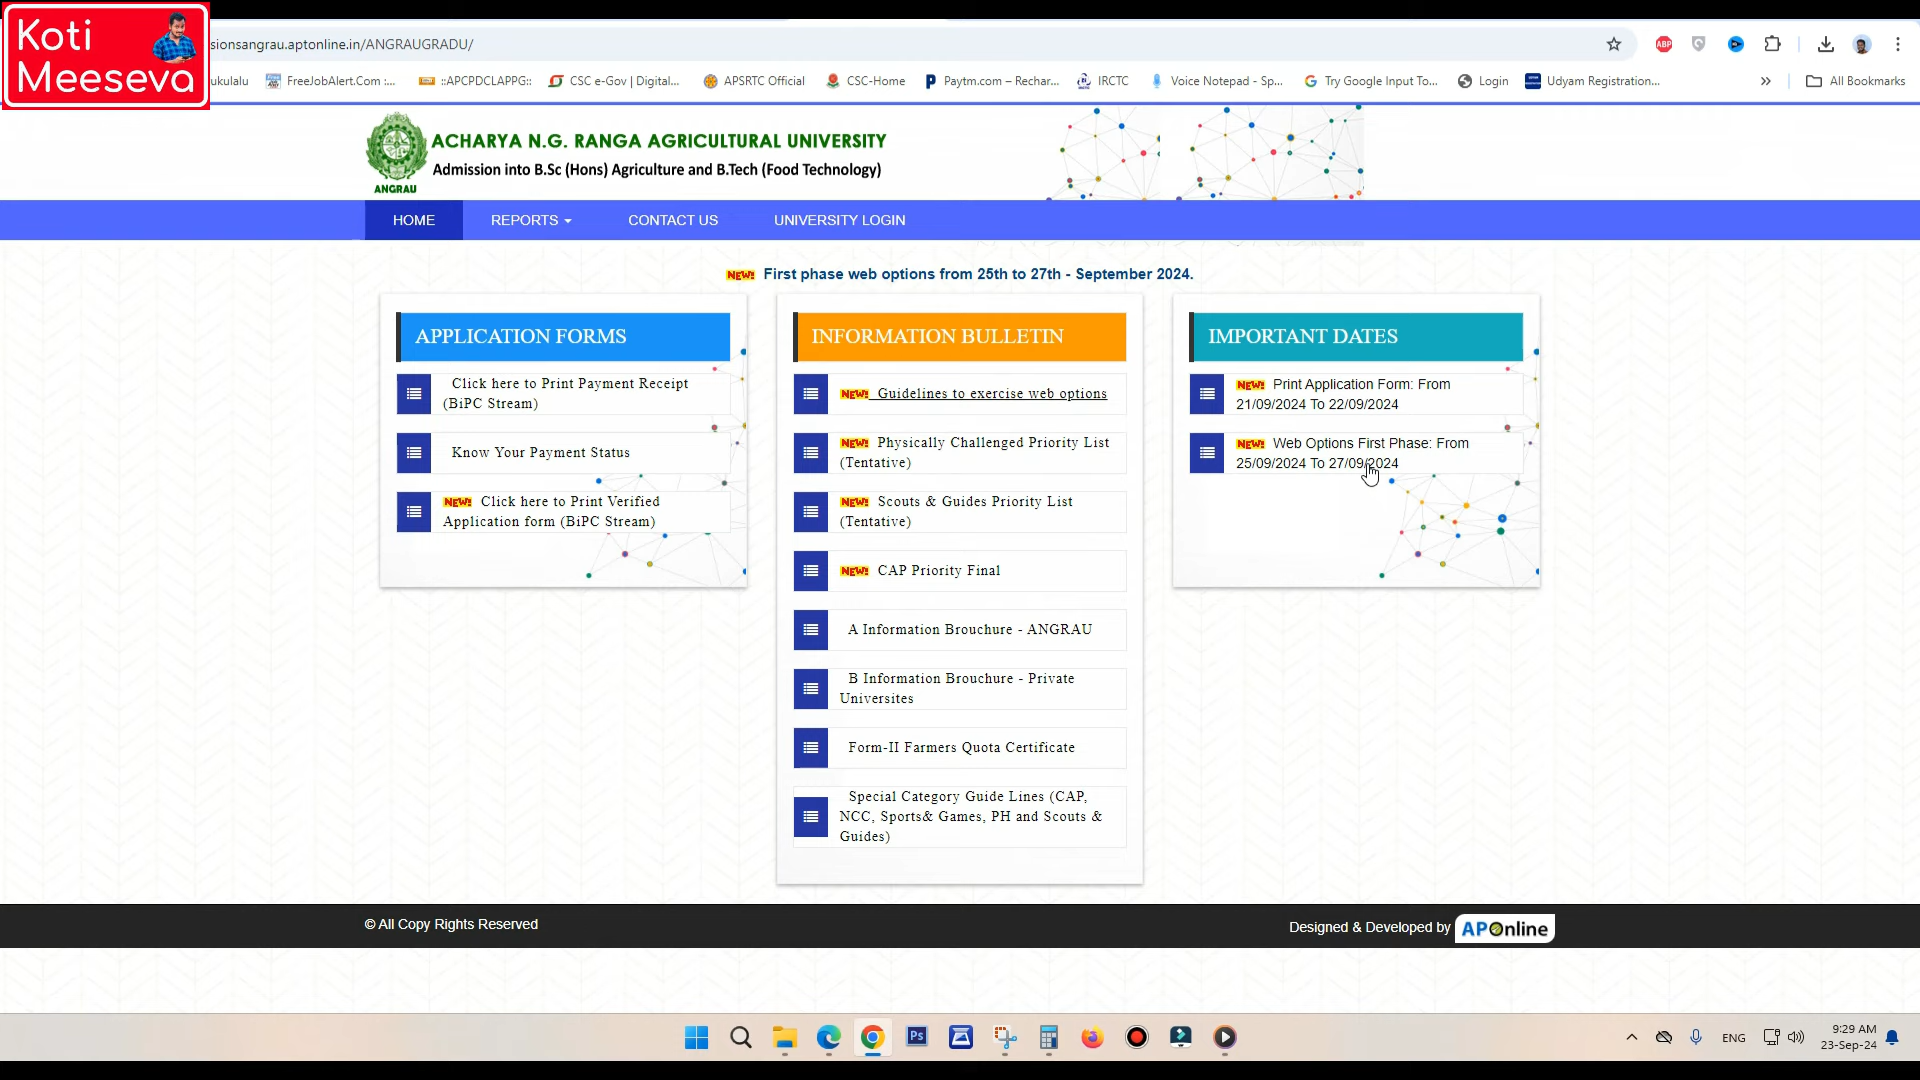 Koti
Meeseva
sionsangrau.aptonline.in/ANGRAUGRADU/
ABP
ukulalu
FreeJobAlert.Com :...
::APCPDCLAPPG::
CSC e-Gov | Digital...
APSRTC Official
CSC-Home
Paytm.com – Rechar...
IRCTC
Voice Notepad - Sp...
Try Google Input To...
Login
Udyam Registration...
»
All Bookmarks
ACHARYA N.G. RANGA AGRICULTURAL UNIVERSITY
Admission into B.Sc (Hons) Agriculture and B.Tech (Food Technology)
ANGRAU
HOME
REPORTS
CONTACT US
UNIVERSITY LOGIN
NEW! First phase web options from 25th to 27th - September 2024.
APPLICATION FORMS
Click here to Print Payment Receipt
(BiPC Stream)
Know Your Payment Status
NEW! Click here to Print Verified
Application form (BiPC Stream)
INFORMATION BULLETIN
NEW! Guidelines to exercise web options
NEW! Physically Challenged Priority List
(Tentative)
NEW! Scouts & Guides Priority List
(Tentative)
NEW! CAP Priority Final
A Information Brouchure - ANGRAU
B Information Brouchure - Private
Universites
Form-II Farmers Quota Certificate
Special Category Guide Lines (CAP,
NCC, Sports& Games, PH and Scouts &
Guides)
IMPORTANT DATES
NEW! Print Application Form: From
21/09/2024 To 22/09/2024
NEW! Web Options First Phase: From
25/09/2024 To 27/09/2024
© All Copy Rights Reserved
Designed & Developed by APOnline
Ps
ENG
9:29 AM
23-Sep-24